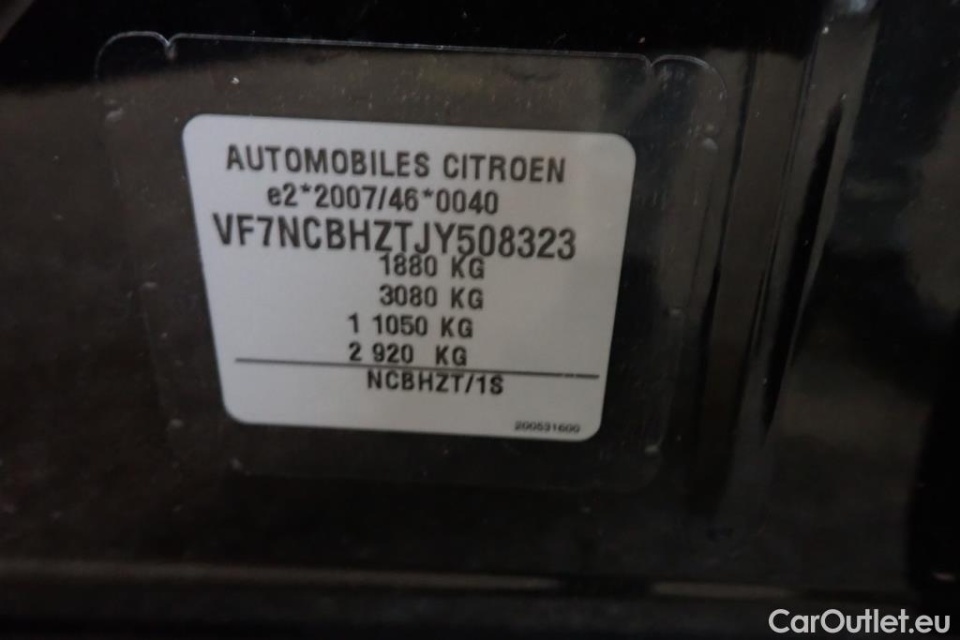 AUTOMOBILES CITROEN
e2*2007/46*0040
VF7NCBHZTJY508323
1880 KG
3080 KG
1 1050 KG
2 920 KG
NCBHZT/1S
200531600
CarOutlet.eu